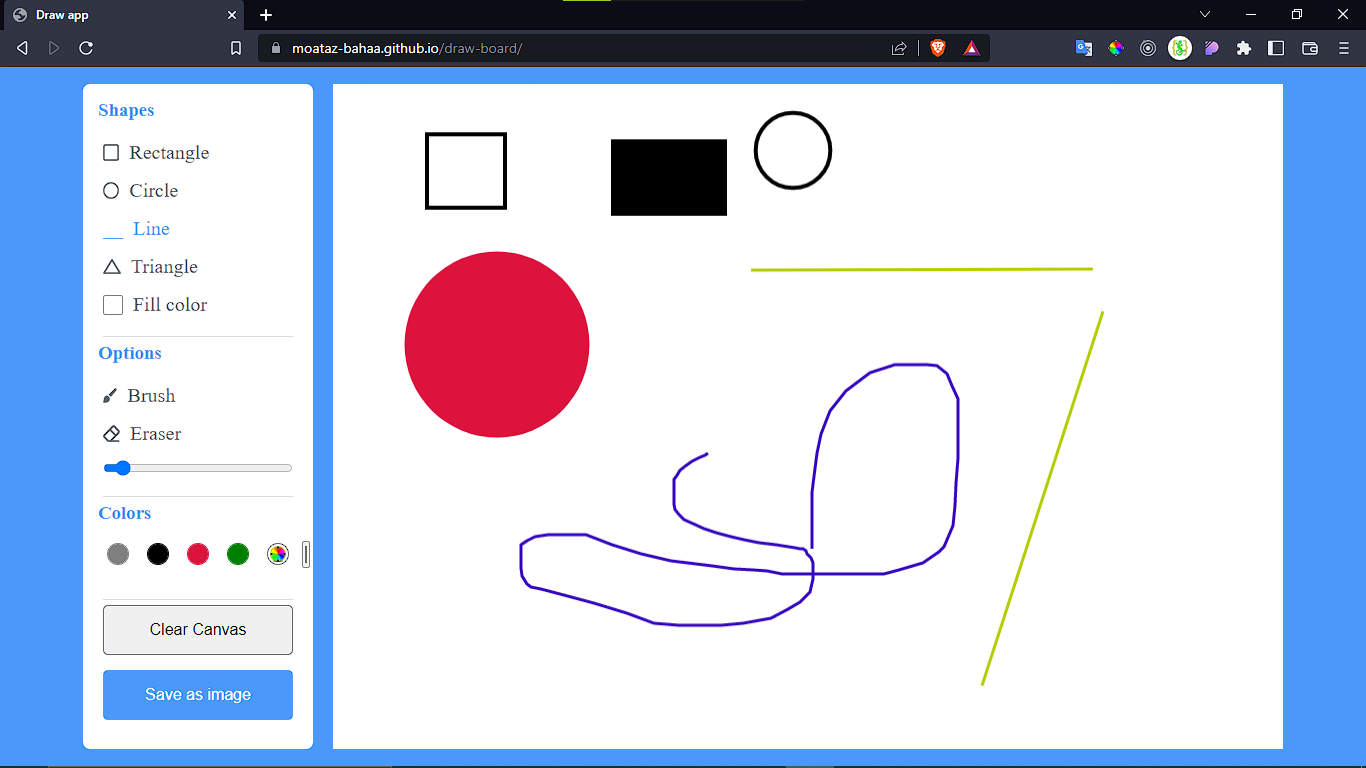 Draw app
moataz-bahaa.github.io/draw-board/
Shapes
Rectangle
Circle
Line
Triangle
Fill color
Options
Brush
Eraser
Colors
Clear Canvas
Save as image